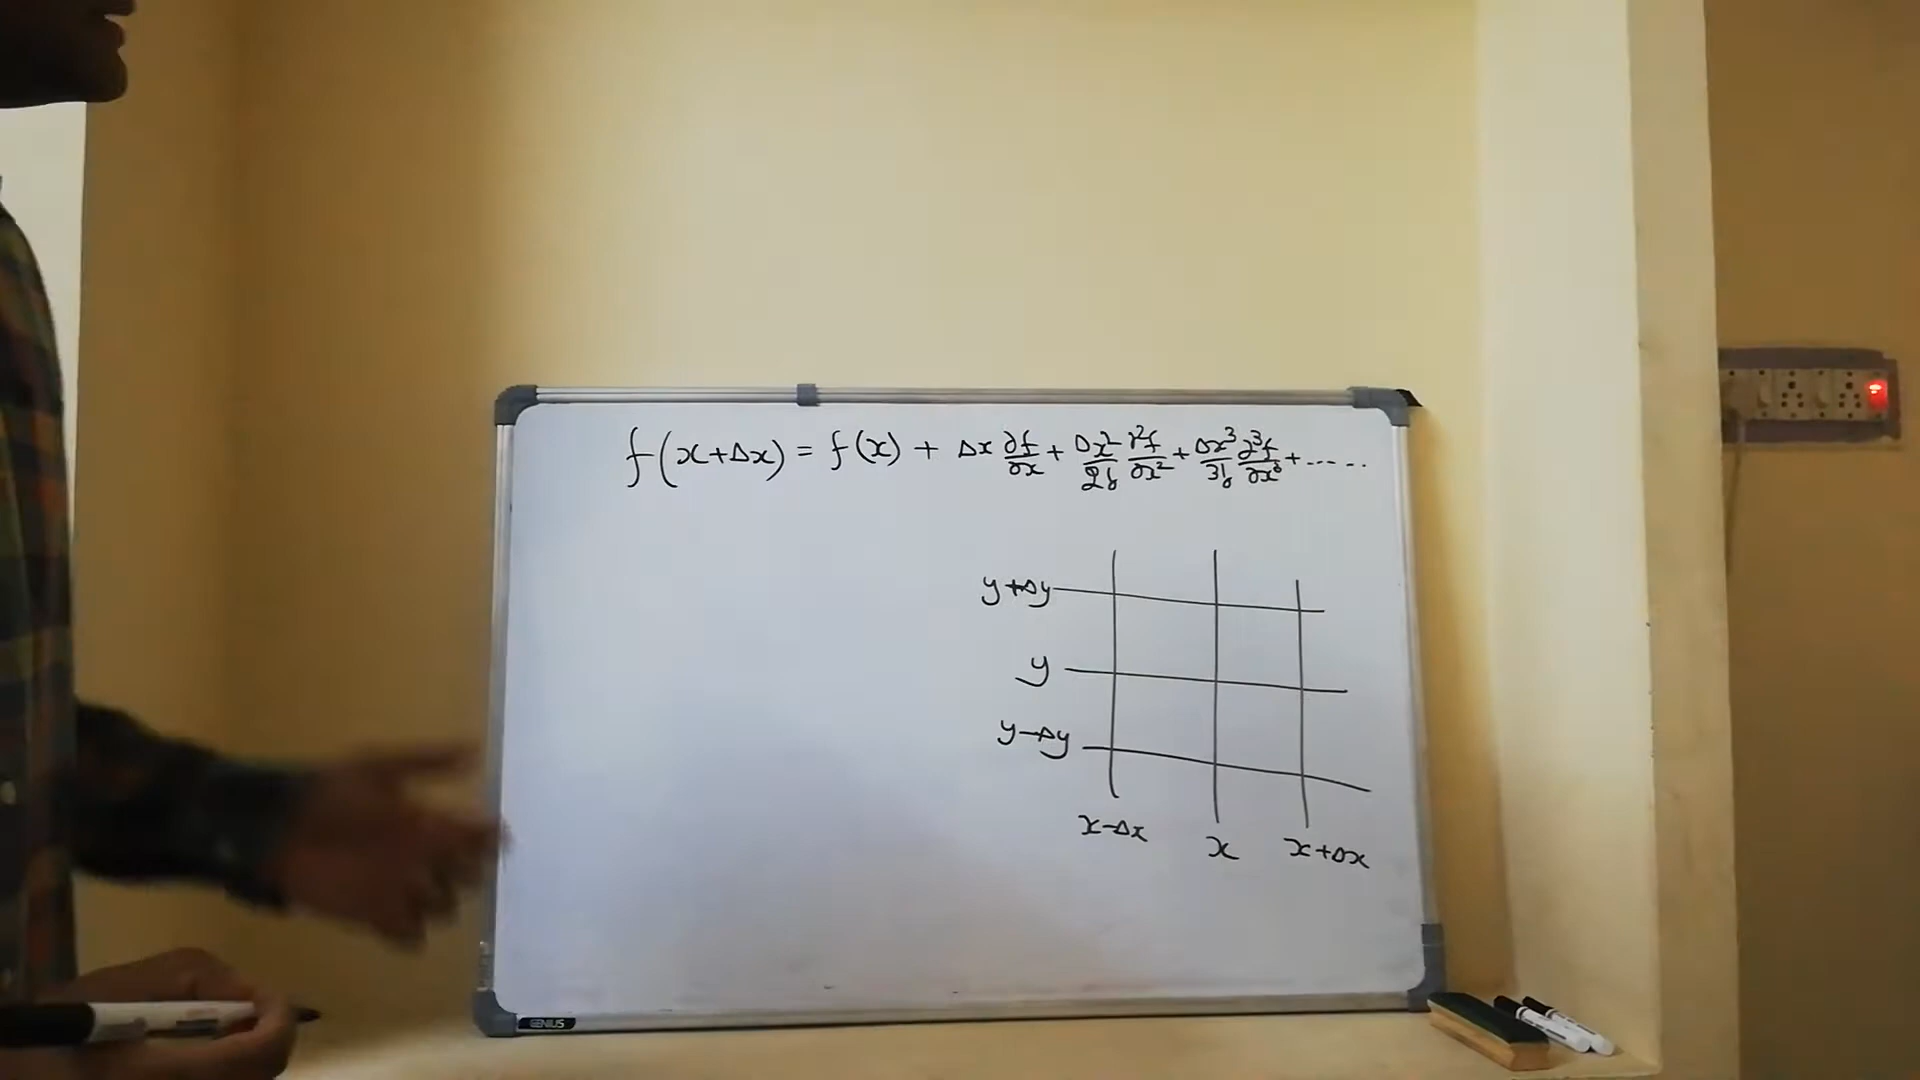 f(x+Δx) = f(x) + Δx ∂f/∂x + Δx²/2! ∂²f/∂x² + Δx³/3! ∂³f/∂x³ + ......
y+Δy
y
y-Δy
x-Δx x x+Δx
GENIUS